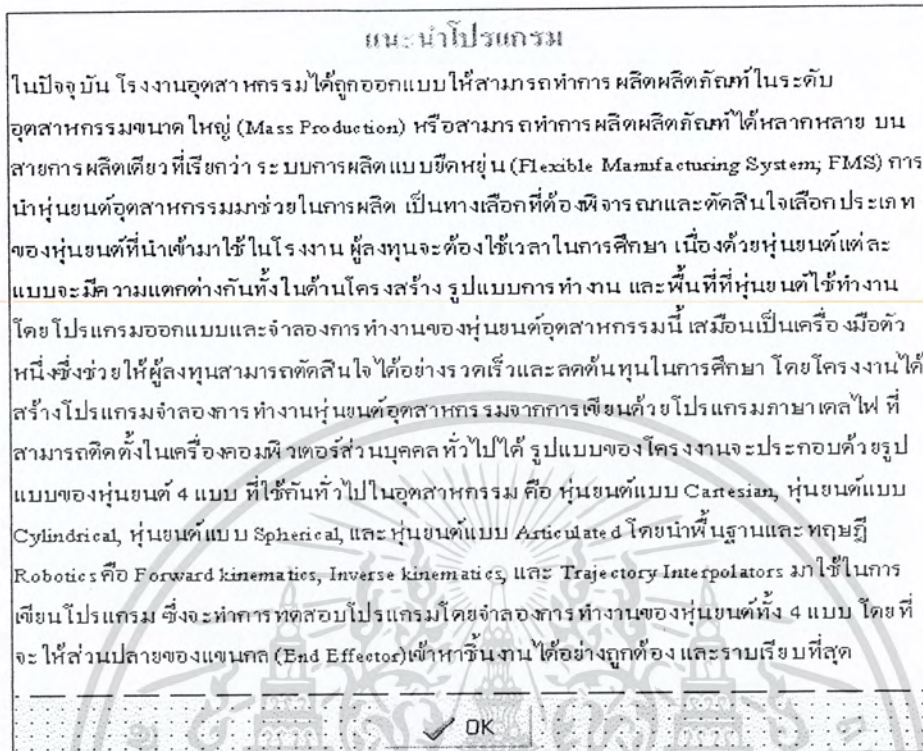 แนะนำโปรแกรม
ในปัจจุบัน โรงงานอุตสาหกรรมได้ถูกออกแบบให้สามารถทำการผลิตผลิตภัณฑ์ในระดับ
อุตสาหกรรมขนาดใหญ่ (Mass Production) หรือสามารถทำการผลิตผลิตภัณฑ์ได้หลากหลาย บน
สายการผลิตเดียวที่เรียกว่า ระบบการผลิตแบบยืดหยุ่น (Flexible Manufacturing System; FMS) การ
นำหุ่นยนต์อุตสาหกรรมมาช่วยในการผลิต เป็นทางเลือกที่ต้องพิจารณาและตัดสินใจเลือกประเภท
ของหุ่นยนต์ที่นำเข้ามาใช้ในโรงงาน ผู้ลงทุนจะต้องใช้เวลาในการศึกษา เนื่องด้วยหุ่นยนต์แต่ละ
แบบจะมีความแตกต่างกันทั้งในด้านโครงสร้าง รูปแบบการทำงาน และพื้นที่ที่หุ่นยนต์ใช้ทำงาน
โดยโปรแกรมออกแบบและจำลองการทำงานของหุ่นยนต์อุตสาหกรรมนี้ เสมือนเป็นเครื่องมือตัว
หนึ่งซึ่งช่วยให้ผู้ลงทุนสามารถตัดสินใจได้อย่างรวดเร็วและลดต้นทุนในการศึกษา โดยโครงงานได้
สร้างโปรแกรมจำลองการทำงานหุ่นยนต์อุตสาหกรรมจากการเขียนด้วยโปรแกรมภาษาเดลไฟ ที่
สามารถติดตั้งในเครื่องคอมพิวเตอร์ส่วนบุคคลทั่วไปได้ รูปแบบของโครงงานจะประกอบด้วยรูป
แบบของหุ่นยนต์ 4 แบบ ที่ใช้กันทั่วไปในอุตสาหกรรม คือ หุ่นยนต์แบบ Cartesian, หุ่นยนต์แบบ
Cylindrical, หุ่นยนต์แบบ Spherical, และหุ่นยนต์แบบ Articulated โดยนำพื้นฐานและทฤษฎี
Robotics คือ Forward kinematics, Inverse kinematics, และ Trajectory Interpolators มาใช้ในการ
เขียนโปรแกรม ซึ่งจะทำการทดสอบโปรแกรมโดยจำลองการทำงานของหุ่นยนต์ทั้ง 4 แบบ โดยที่
จะให้ส่วนปลายของแขนกล (End Effector)เข้าหาชิ้นงานได้อย่างถูกต้อง และราบเรียบที่สุด
OK